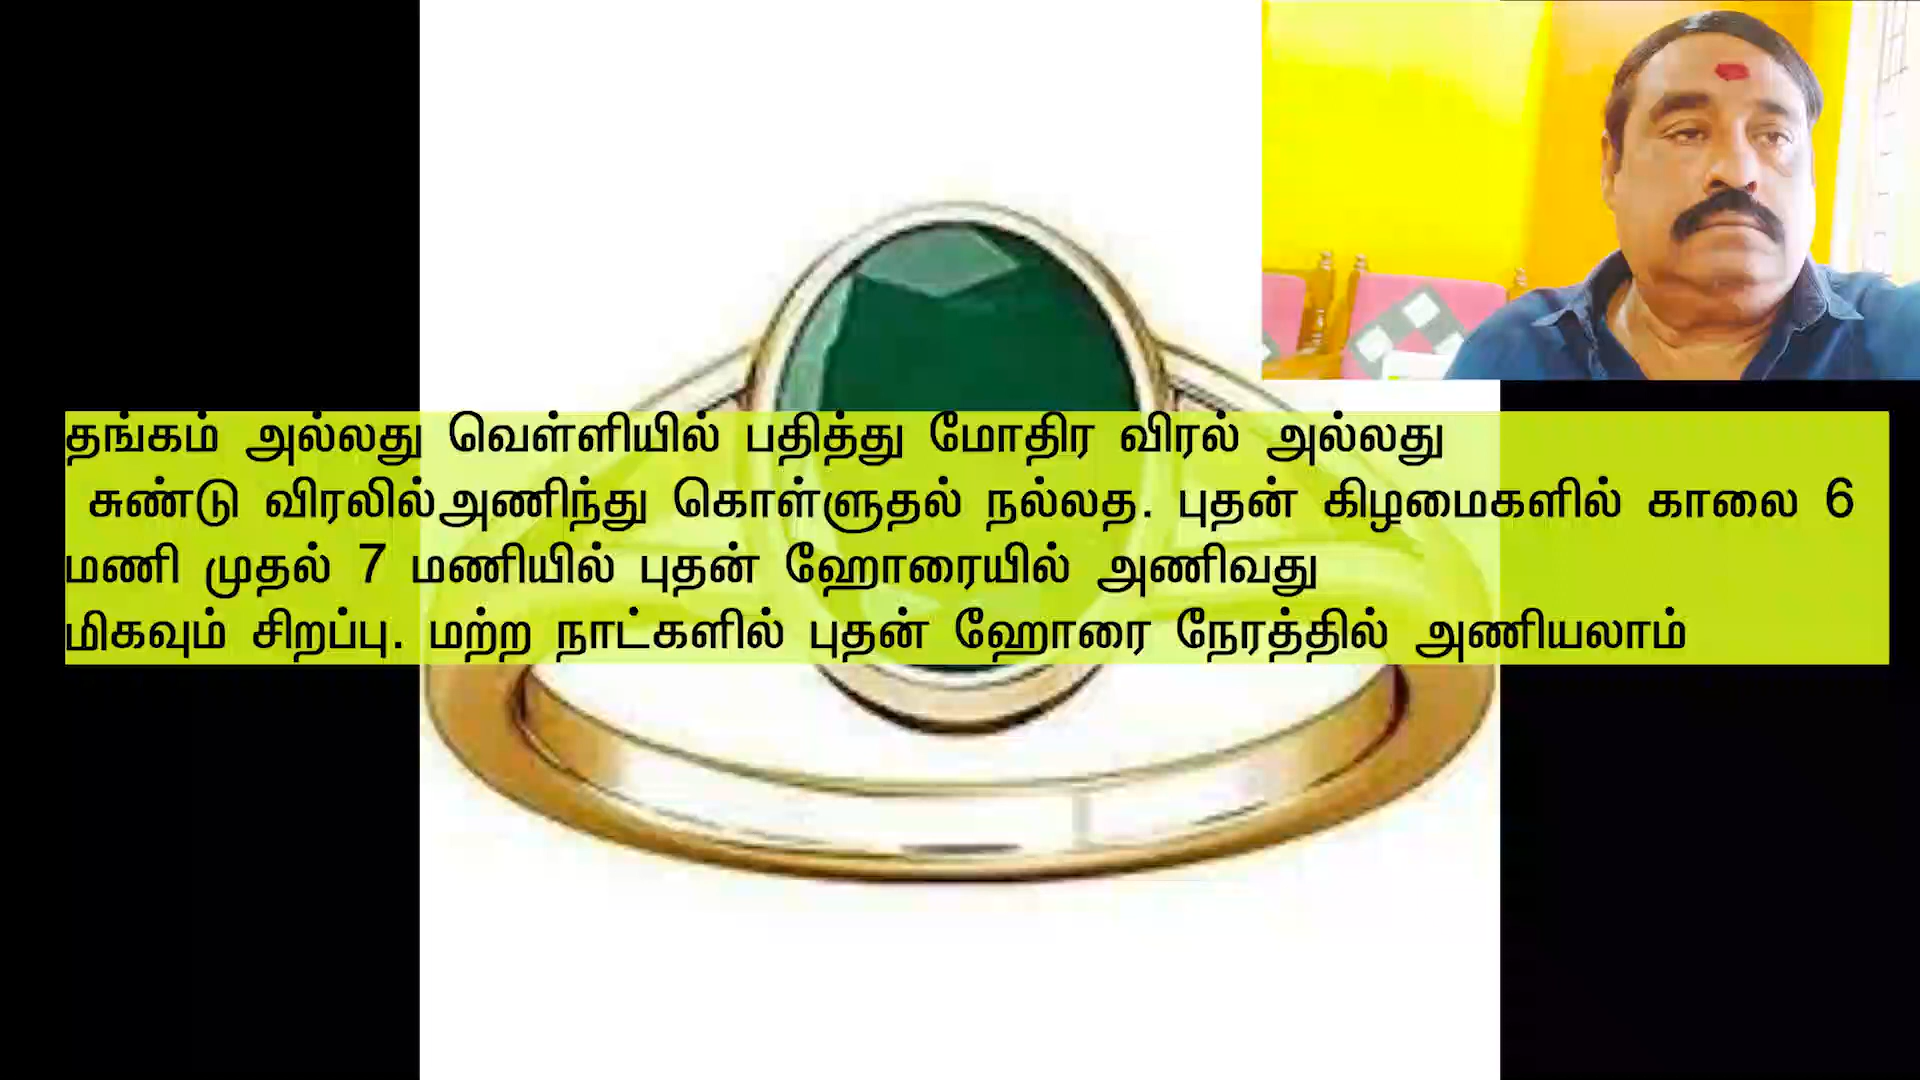 தங்கம் அல்லது வெள்ளியில் பதித்து மோதிர விரல் அல்லது
சுண்டு விரலில்அணிந்து கொள்ளுதல் நல்லத. புதன் கிழமைகளில் காலை 6
மணி முதல் 7 மணியில் புதன் ஹோரையில் அணிவது
மிகவும் சிறப்பு. மற்ற நாட்களில் புதன் ஹோரை நேரத்தில் அணியலாம்